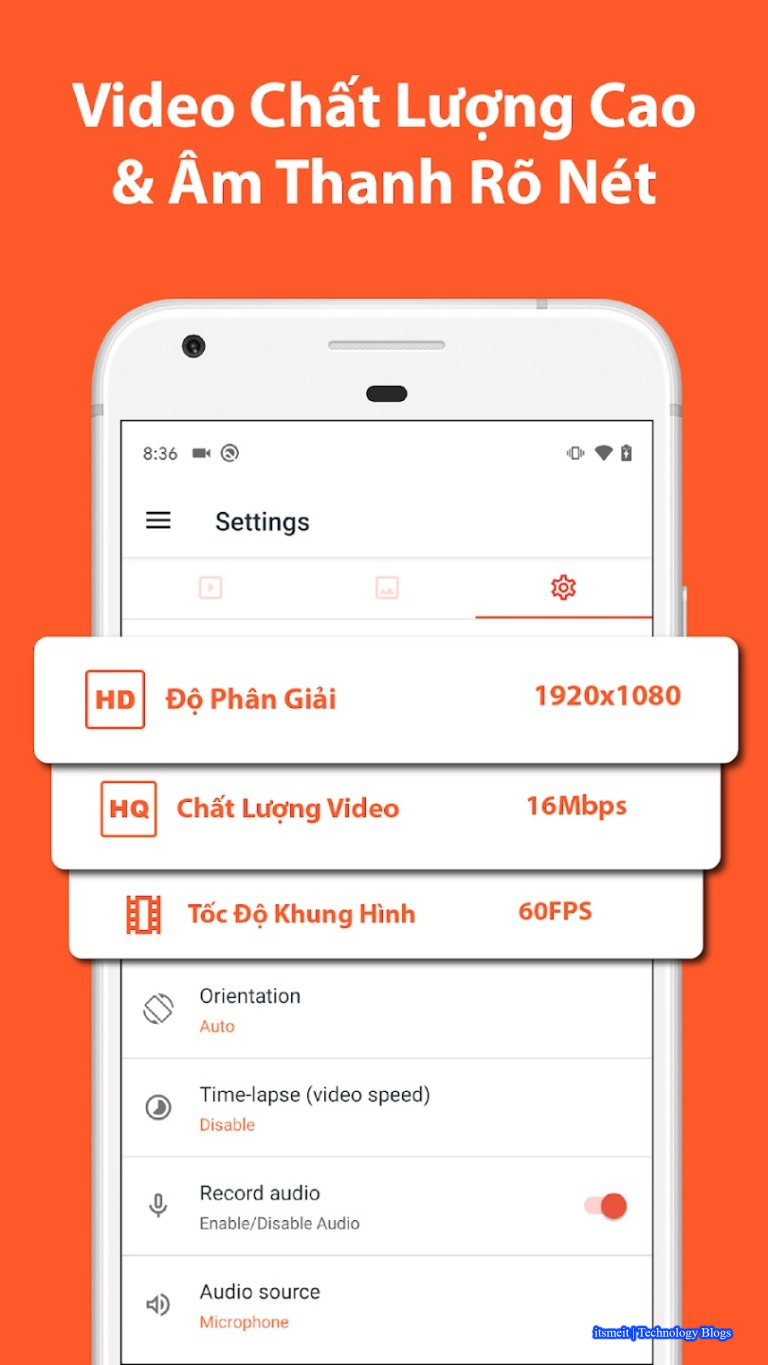 Video Chất Lượng Cao
& Âm Thanh Rõ Nét
8:36
Settings
HD Độ Phân Giải 1920x1080
HQ Chất Lượng Video 16Mbps
Tốc Độ Khung Hình 60FPS
Orientation
Auto
Time-lapse (video speed)
Disable
Record audio
Enable/Disable Audio
Audio source
Microphone
itsmeit | Technology Blogs